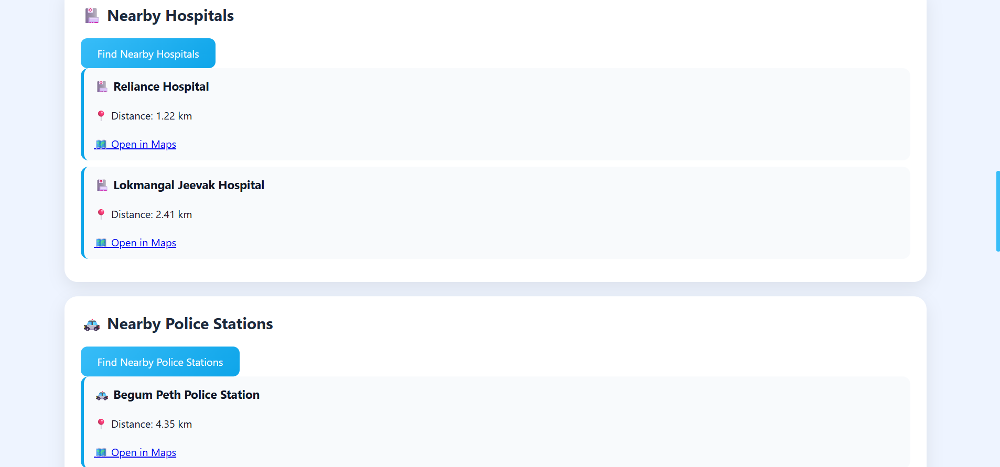 Nearby Hospitals
Find Nearby Hospitals
Reliance Hospital
Distance: 1.22 km
Open in Maps
Lokmangal Jeevak Hospital
Distance: 2.41 km
Open in Maps
Nearby Police Stations
Find Nearby Police Stations
Begum Peth Police Station
Distance: 4.35 km
Open in Maps